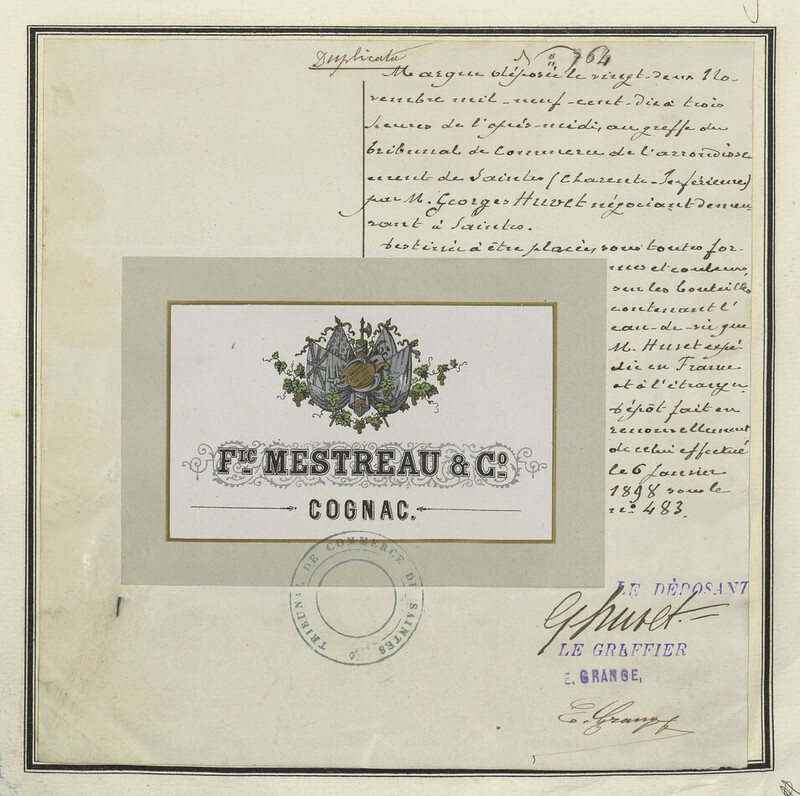 Duplicata
N° 764
Marque déposée le vingt-deux No-
vembre mil-neuf-cent-dix à trois
heures de l'après-midi, au greffe du
tribunal de Commerce de l'arrondisse
ment de Saintes (Charente-Inférieure)
par M. Georges Huvet négociant demeu
rant à Saintes.
Destinée à être placée, sous toutes for-
mes et couleurs,
sur les bouteilles
contenant l'
eau-de-vie que
M. Huvet expé
die en France
et à l'étranger.
Dépôt fait en
renouvellement
de celui effectué
le 6 Janvier
1898 sous le
n° 483.
FIC MESTREAU & CO
COGNAC.
TRIBUNAL DE COMMERCE DE SAINTES
LE DÉPOSANT
GHuvet
LE GREFFIER
E. GRANGE,
E. Grange